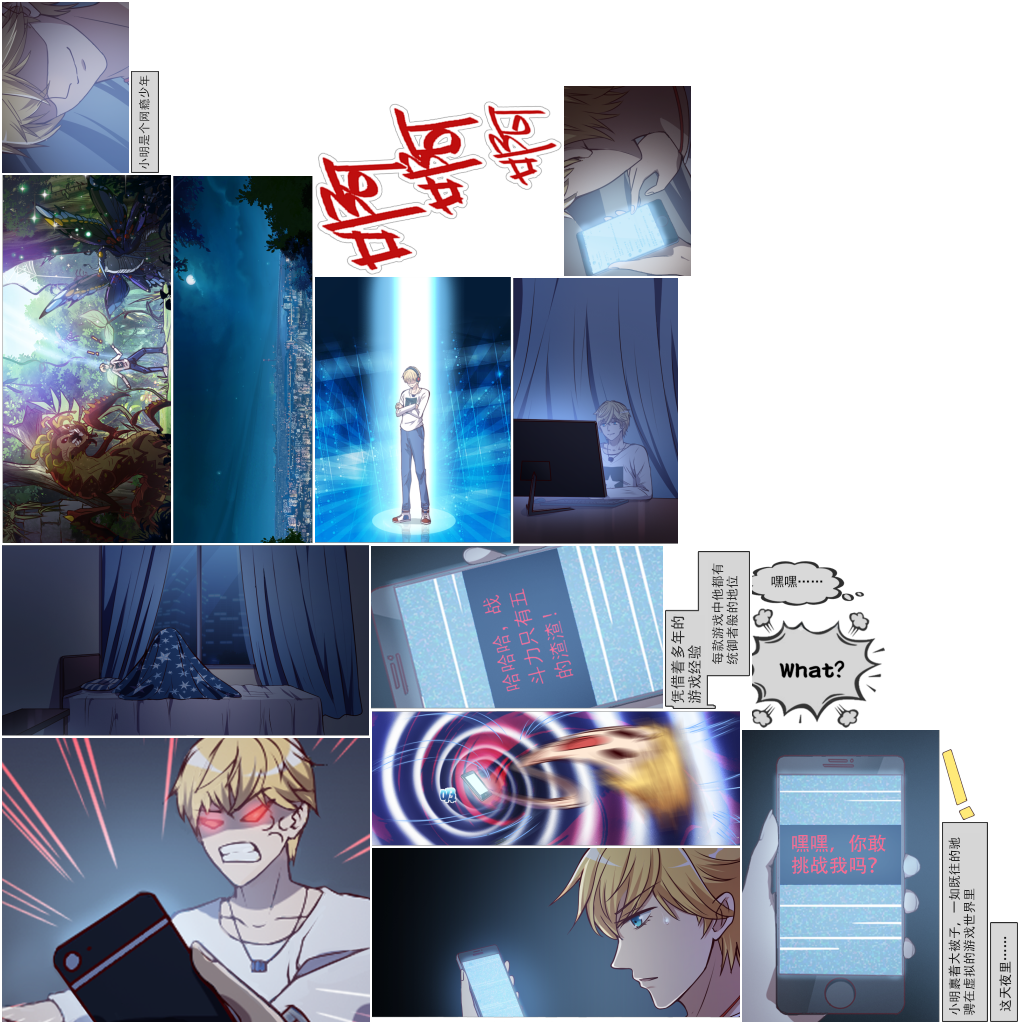 小明是个网瘾少年
啊
啊
啊
哈哈哈，战
斗力只有五
的渣渣！
凭借着多年的
游戏经验
每款游戏中他都有
统御者般的地位
嘿嘿……
What?
嘿嘿，你敢
挑战我吗？
小明裹着大被子，一如既往的驰
骋在虚拟的游戏世界里
这天夜里……